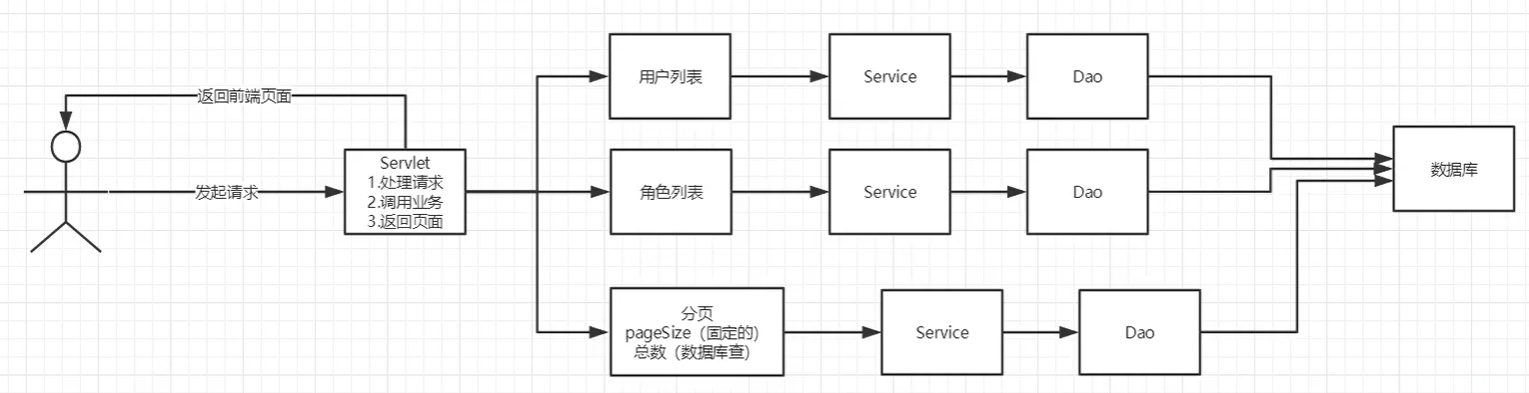 返回前端页面
发起请求
Servlet
1.处理请求
2.调用业务
3.返回页面
用户列表
Service
Dao
角色列表
Service
Dao
分页
pageSize（固定的）
总数（数据库查）
Service
Dao
数据库